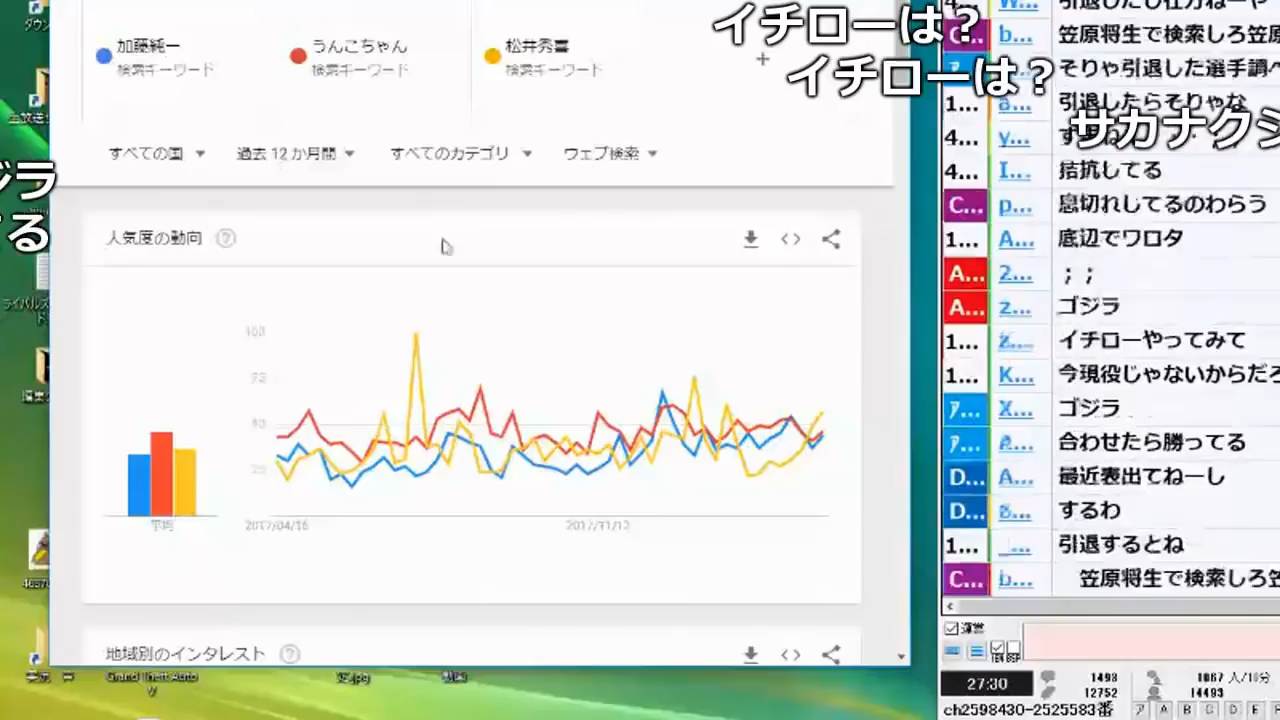 イチローは？
イチローは？
サカナクシ
ジラ
てる
加藤純一
検索キーワード
うんこちゃん
検索キーワード
松井秀喜
検索キーワード
+
すべての国
過去 12 か月間
すべてのカテゴリ
ウェブ検索
人気度の動向
100
75
50
25
平均
2017/04/16
2017/11/12
地域別のインタレスト
Grand Theft Auto
V
動画
笠原将生で検索しろ笠原
そりゃ引退した選手調べ
引退したらそりゃな
拮抗してる
息切れしてるのわらう
底辺でワロタ
；；
ゴジラ
イチローやってみて
今現役じゃないからだろ
ゴジラ
合わせたら勝ってる
最近表出てねーし
するわ
引退するとね
笠原将生で検索しろ笠
運営
27:30
1498
12752
1067 人/10分
14493
ch2598430-2525583番
ア A B C D E